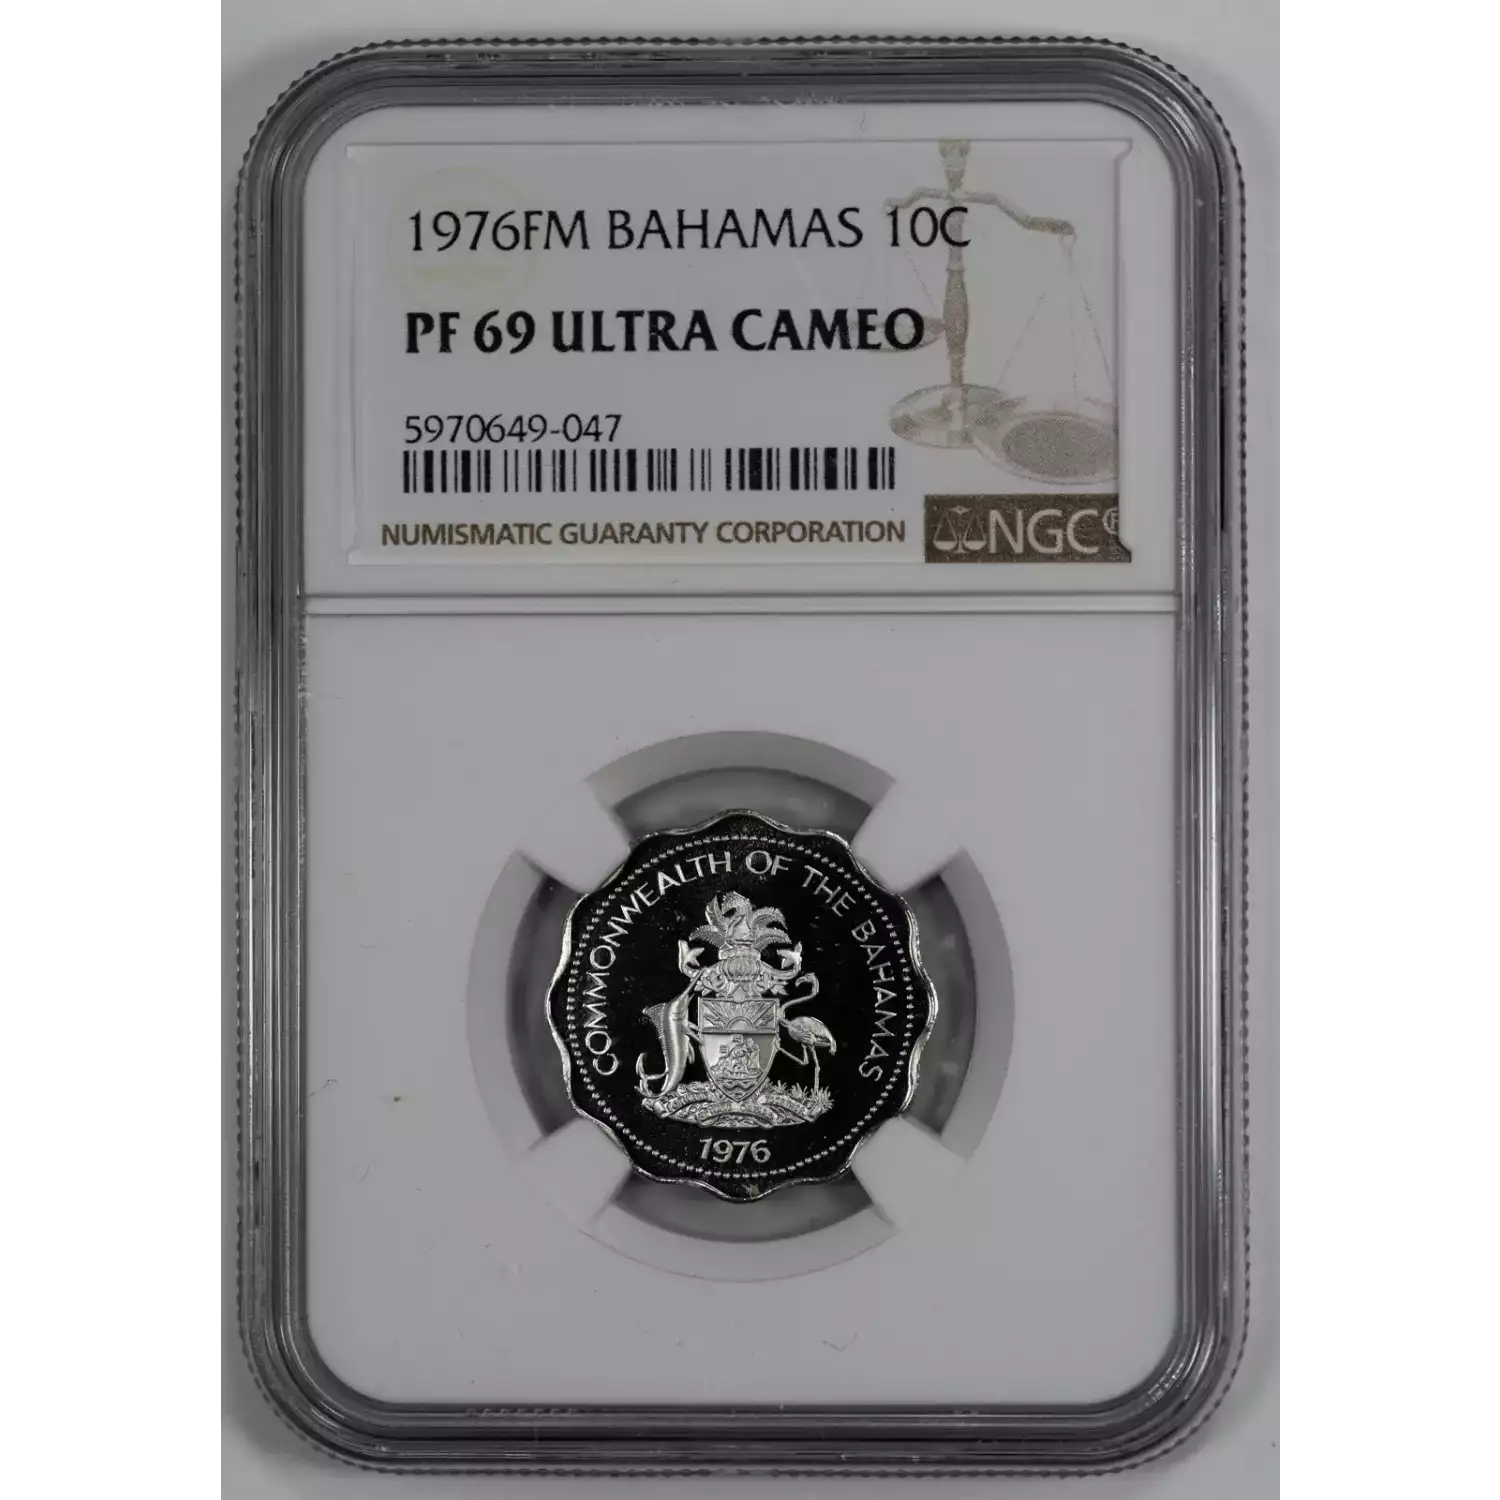 1976FM BAHAMAS 10C
PF 69 ULTRA CAMEO
5970649-047
NUMISMATIC GUARANTY CORPORATION
NGC®
COMMONWEALTH OF THE BAHAMAS
1976